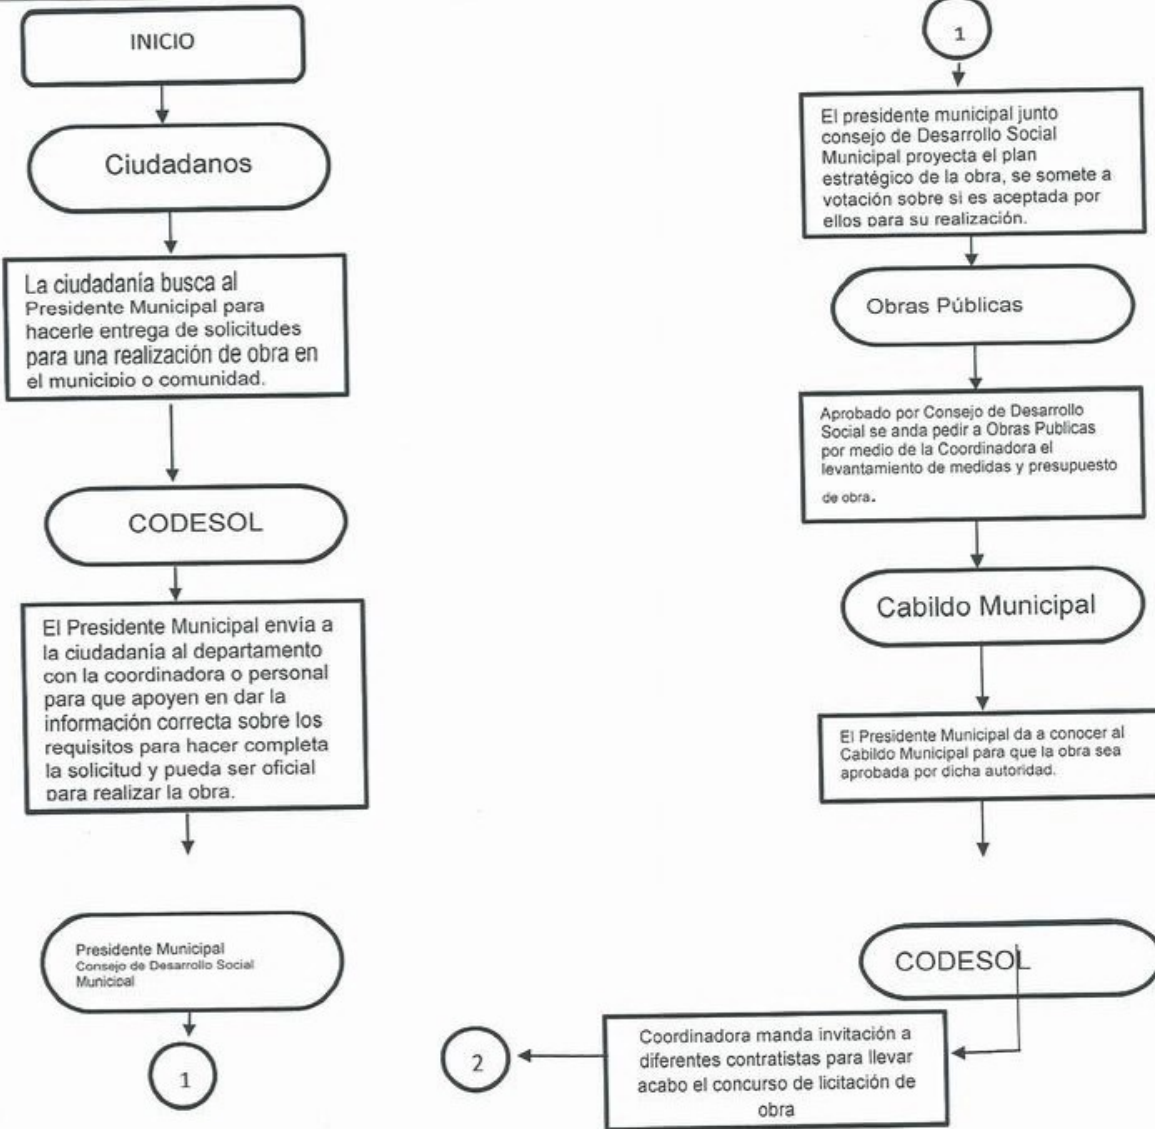 INICIO
Ciudadanos
La ciudadanía busca al
Presidente Municipal para
hacerle entrega de solicitudes
para una realización de obra en
el municipio o comunidad.
CODESOL
El Presidente Municipal envía a
la ciudadanía al departamento
con la coordinadora o personal
para que apoyen en dar la
información correcta sobre los
requisitos para hacer completa
la solicitud y pueda ser oficial
para realizar la obra.
Presidente Municipal
Consejo de Desarrollo Social
Municipal
1
1
El presidente municipal junto
consejo de Desarrollo Social
Municipal proyecta el plan
estratégico de la obra, se somete a
votación sobre si es aceptada por
ellos para su realización.
Obras Públicas
Aprobado por Consejo de Desarrollo
Social se anda pedir a Obras Publicas
por medio de la Coordinadora el
levantamiento de medidas y presupuesto
de obra.
Cabildo Municipal
El Presidente Municipal da a conocer al
Cabildo Municipal para que la obra sea
aprobada por dicha autoridad.
CODESOL
Coordinadora manda invitación a
diferentes contratistas para llevar
acabo el concurso de licitación de
obra
2